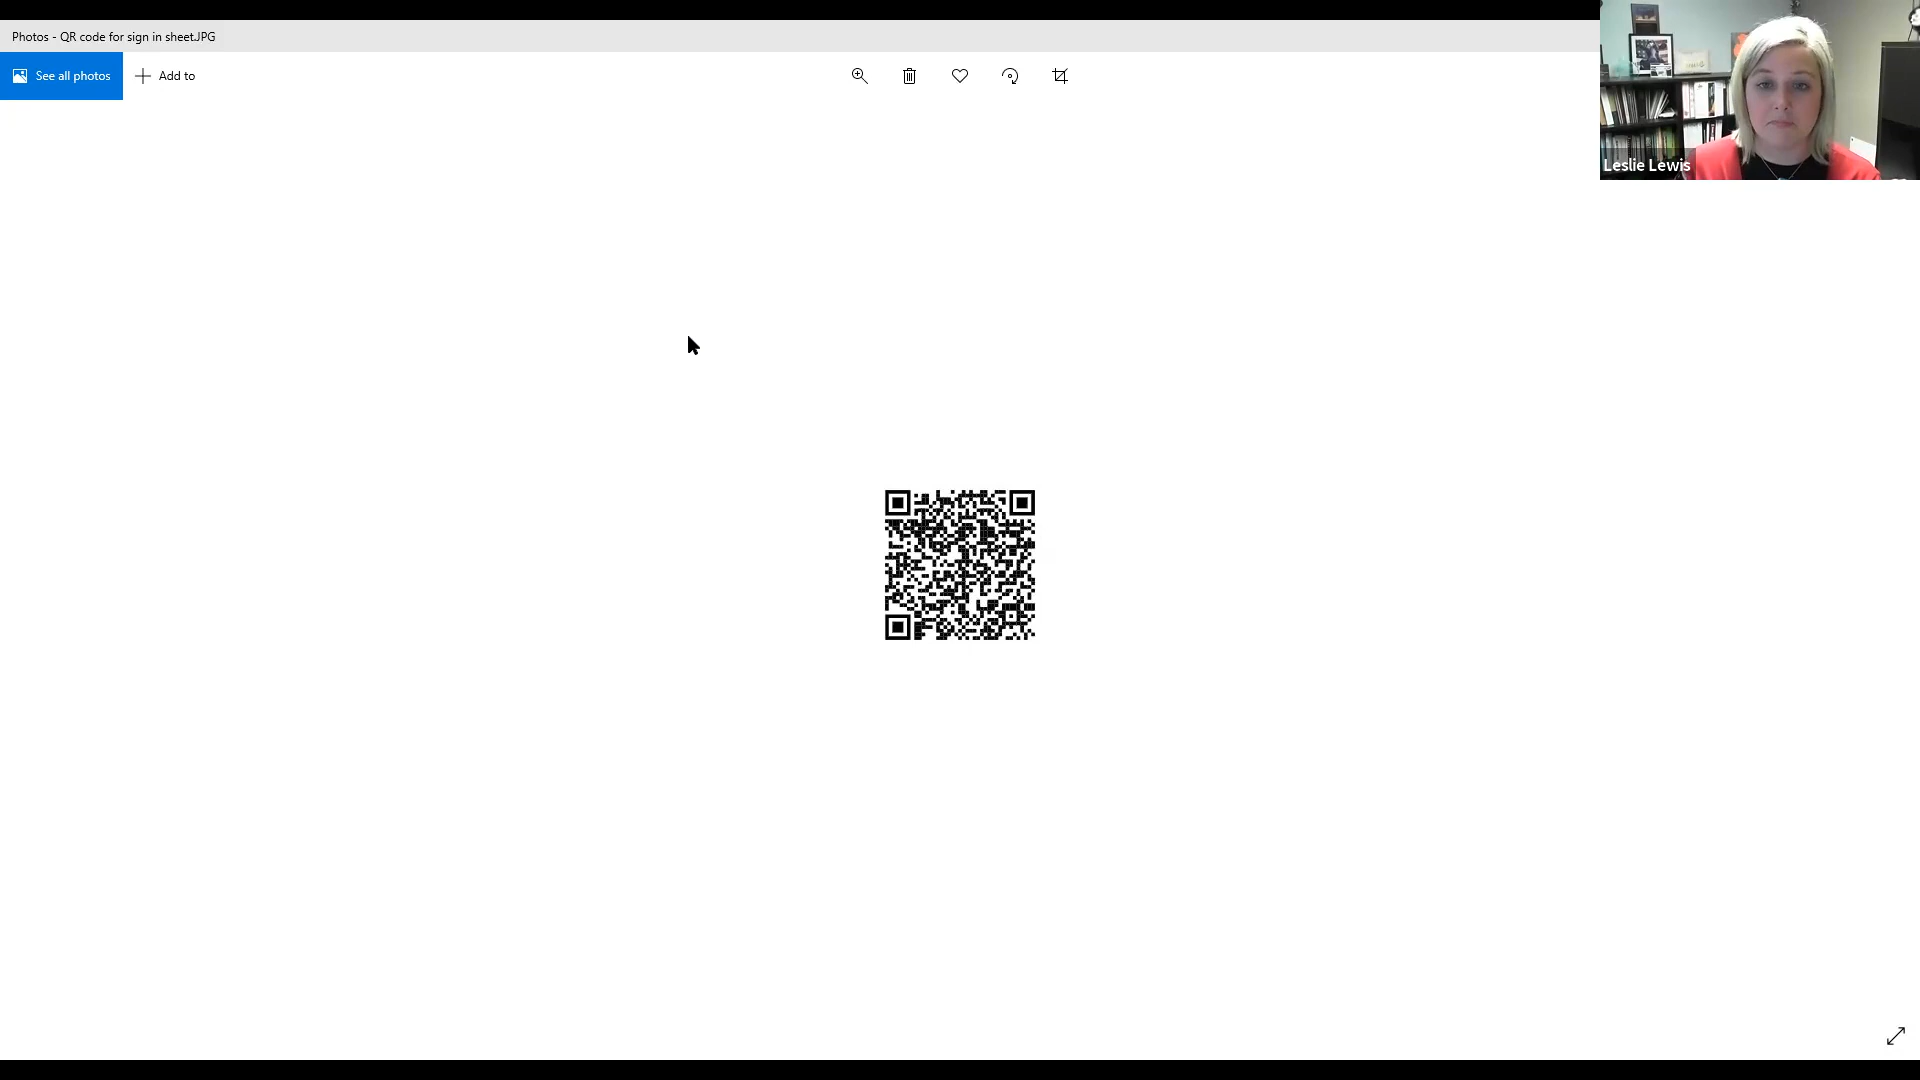 Photos - QR code for sign in sheet.JPG
See all photos
Add to
Leslie Lewis